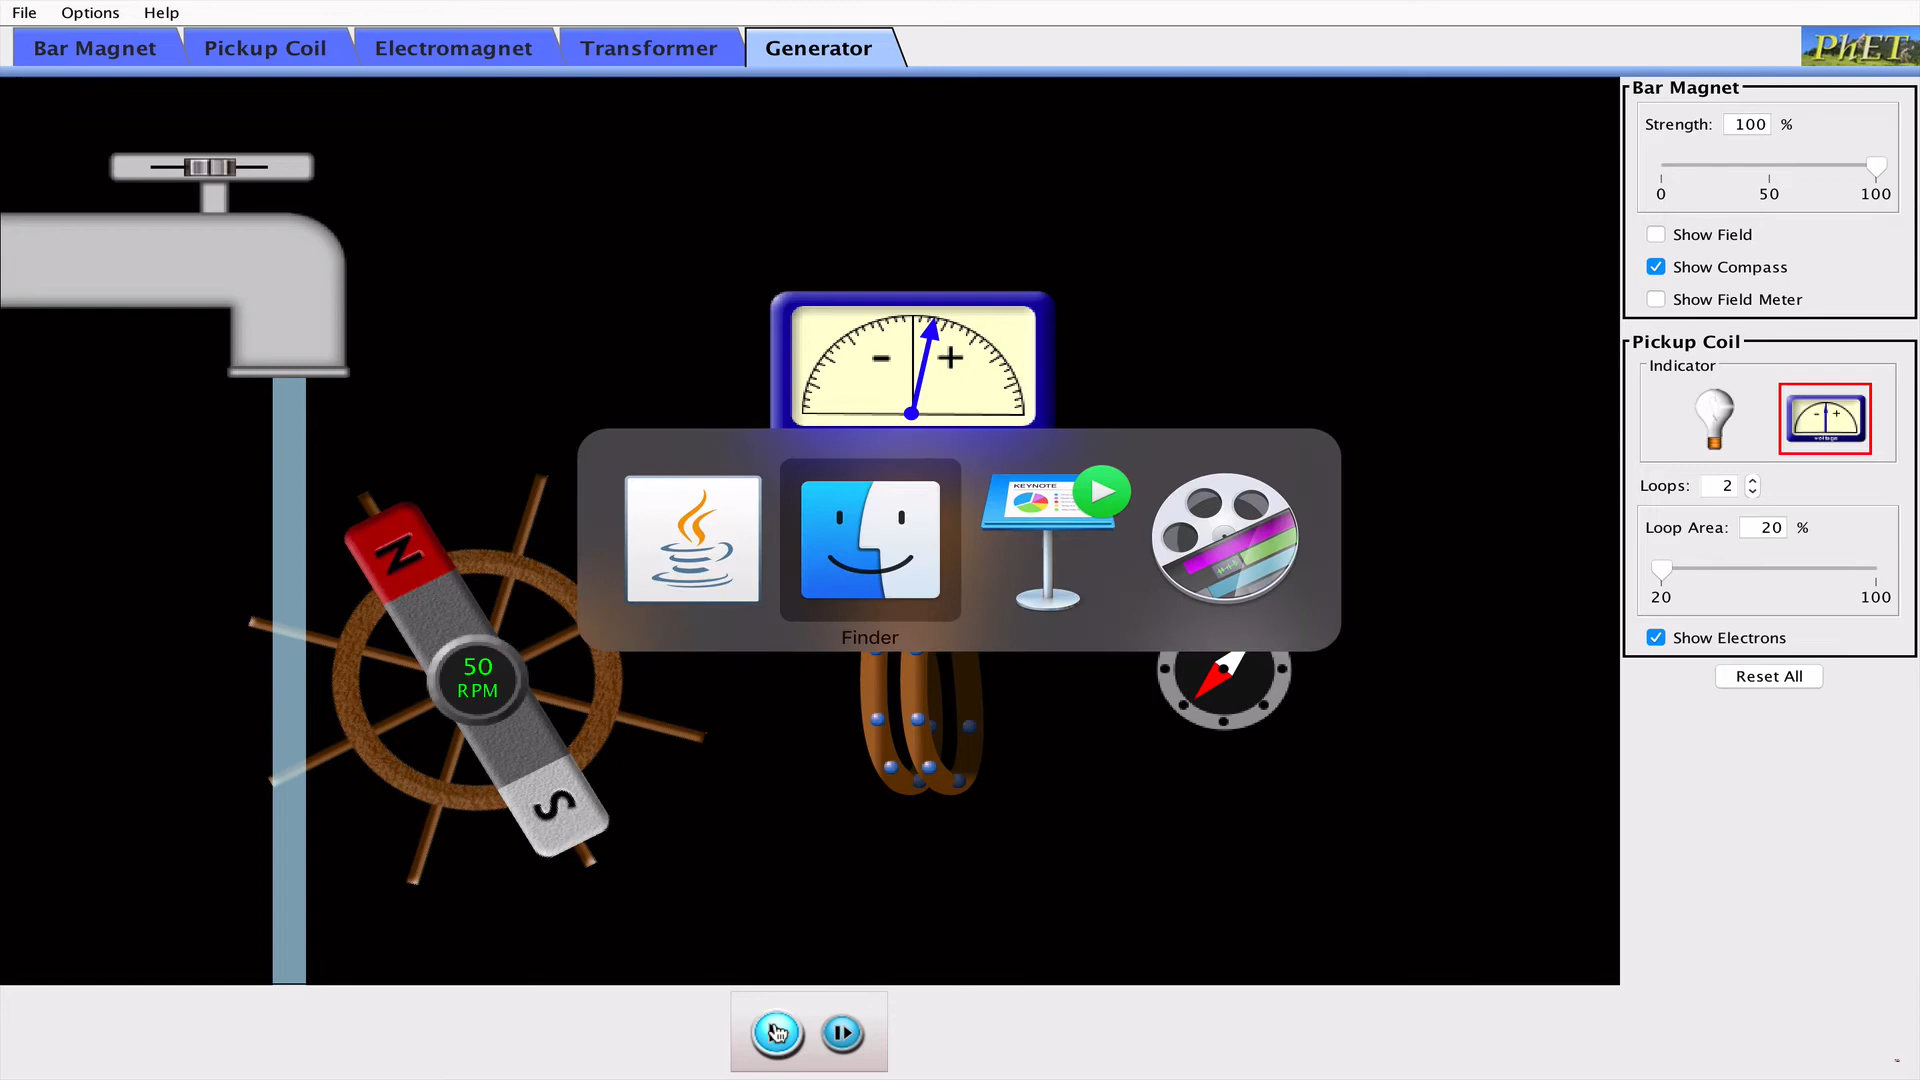 File Options Help
Bar Magnet Pickup Coil Electromagnet Transformer Generator
PhET
Bar Magnet
Strength: 100 %
0 50 100
Show Field
Show Compass
Show Field Meter
Pickup Coil
Indicator
- +
voltage
Loops: 2
Loop Area: 20 %
20 100
Show Electrons
Reset All
- +
KEYNOTE
Finder
N
50
RPM
S